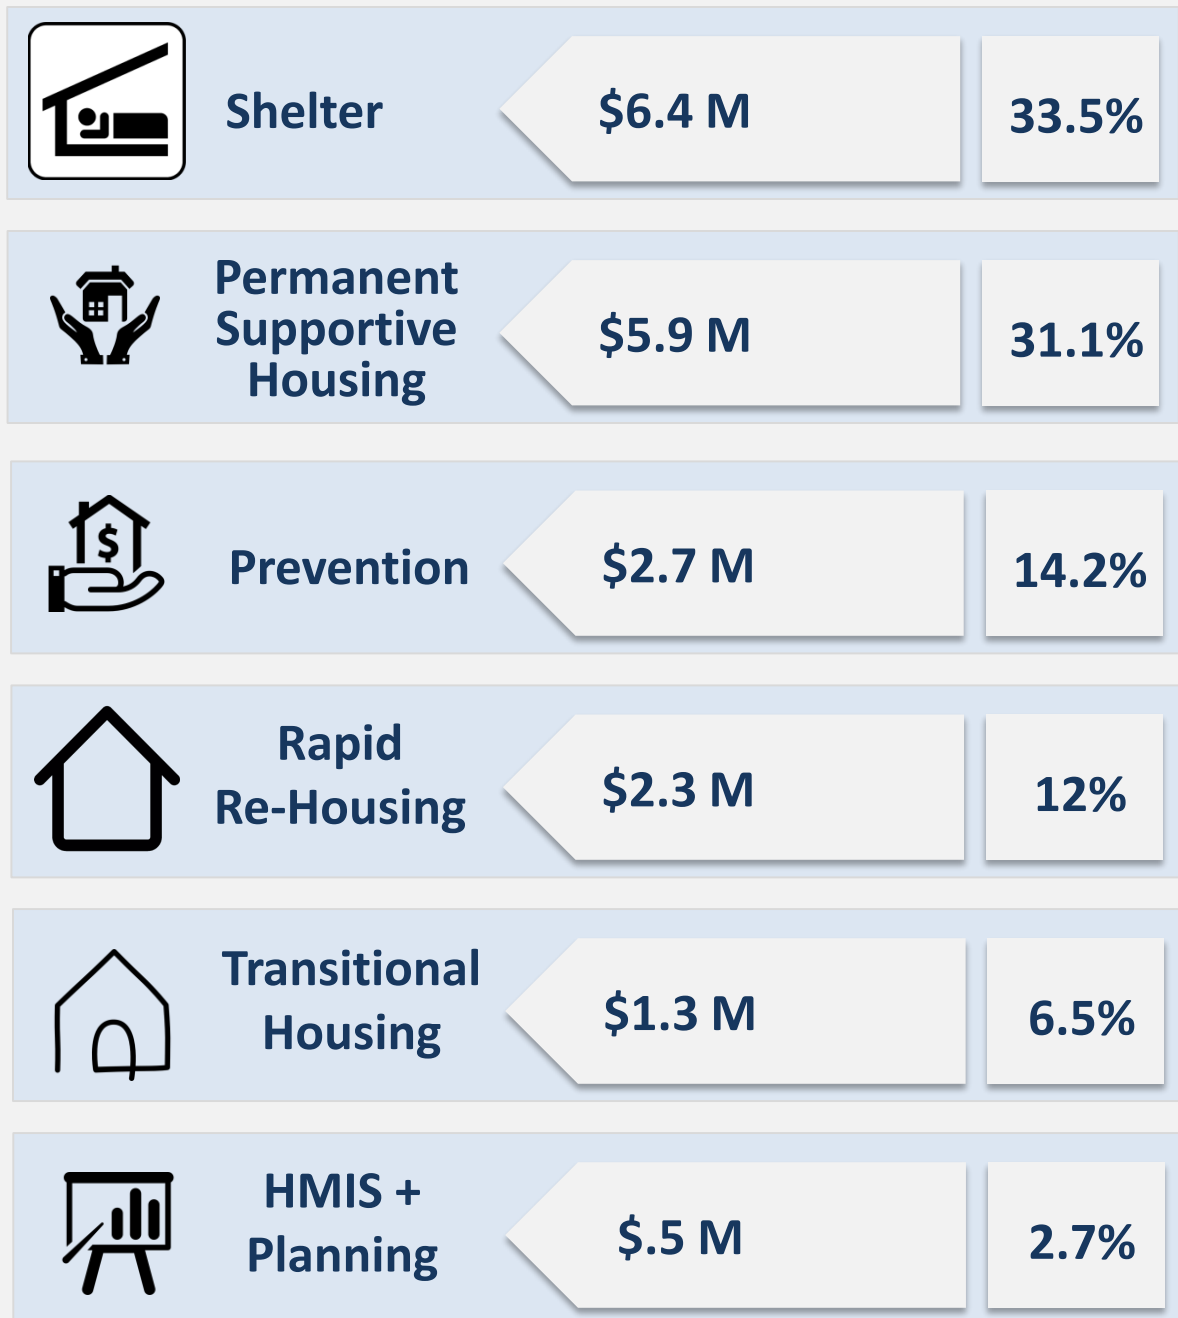 Shelter
$6.4 M
33.5%
Permanent
Supportive
Housing
$5.9 M
31.1%
$
Prevention
$2.7 M
14.2%
Rapid
Re-Housing
$2.3 M
12%
Transitional
Housing
$1.3 M
6.5%
HMIS +
Planning
$.5 M
2.7%